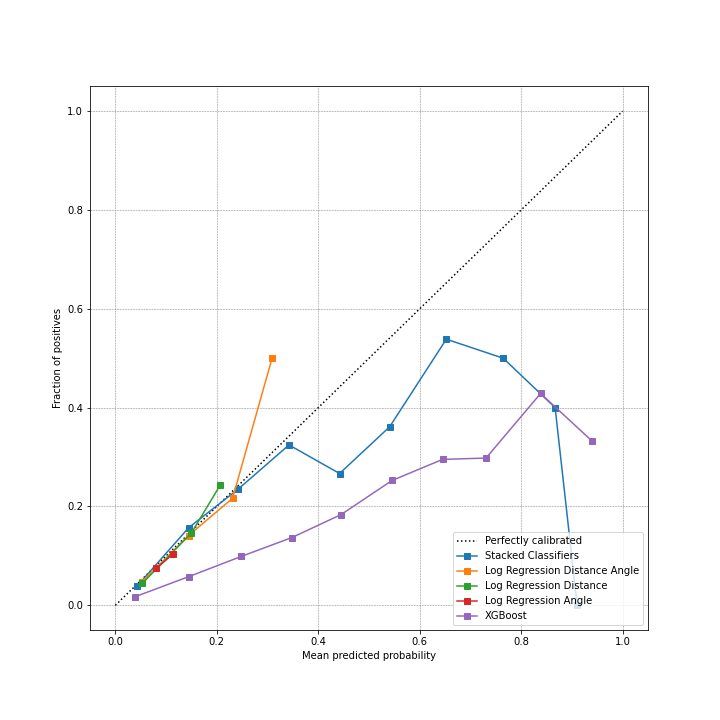 1.0
0.8
0.6
0.4
0.2
0.0
Fraction of positives
Perfectly calibrated
Stacked Classifiers
Log Regression Distance Angle
Log Regression Distance
Log Regression Angle
XGBoost
0.0 0.2 0.4 0.6 0.8 1.0
Mean predicted probability